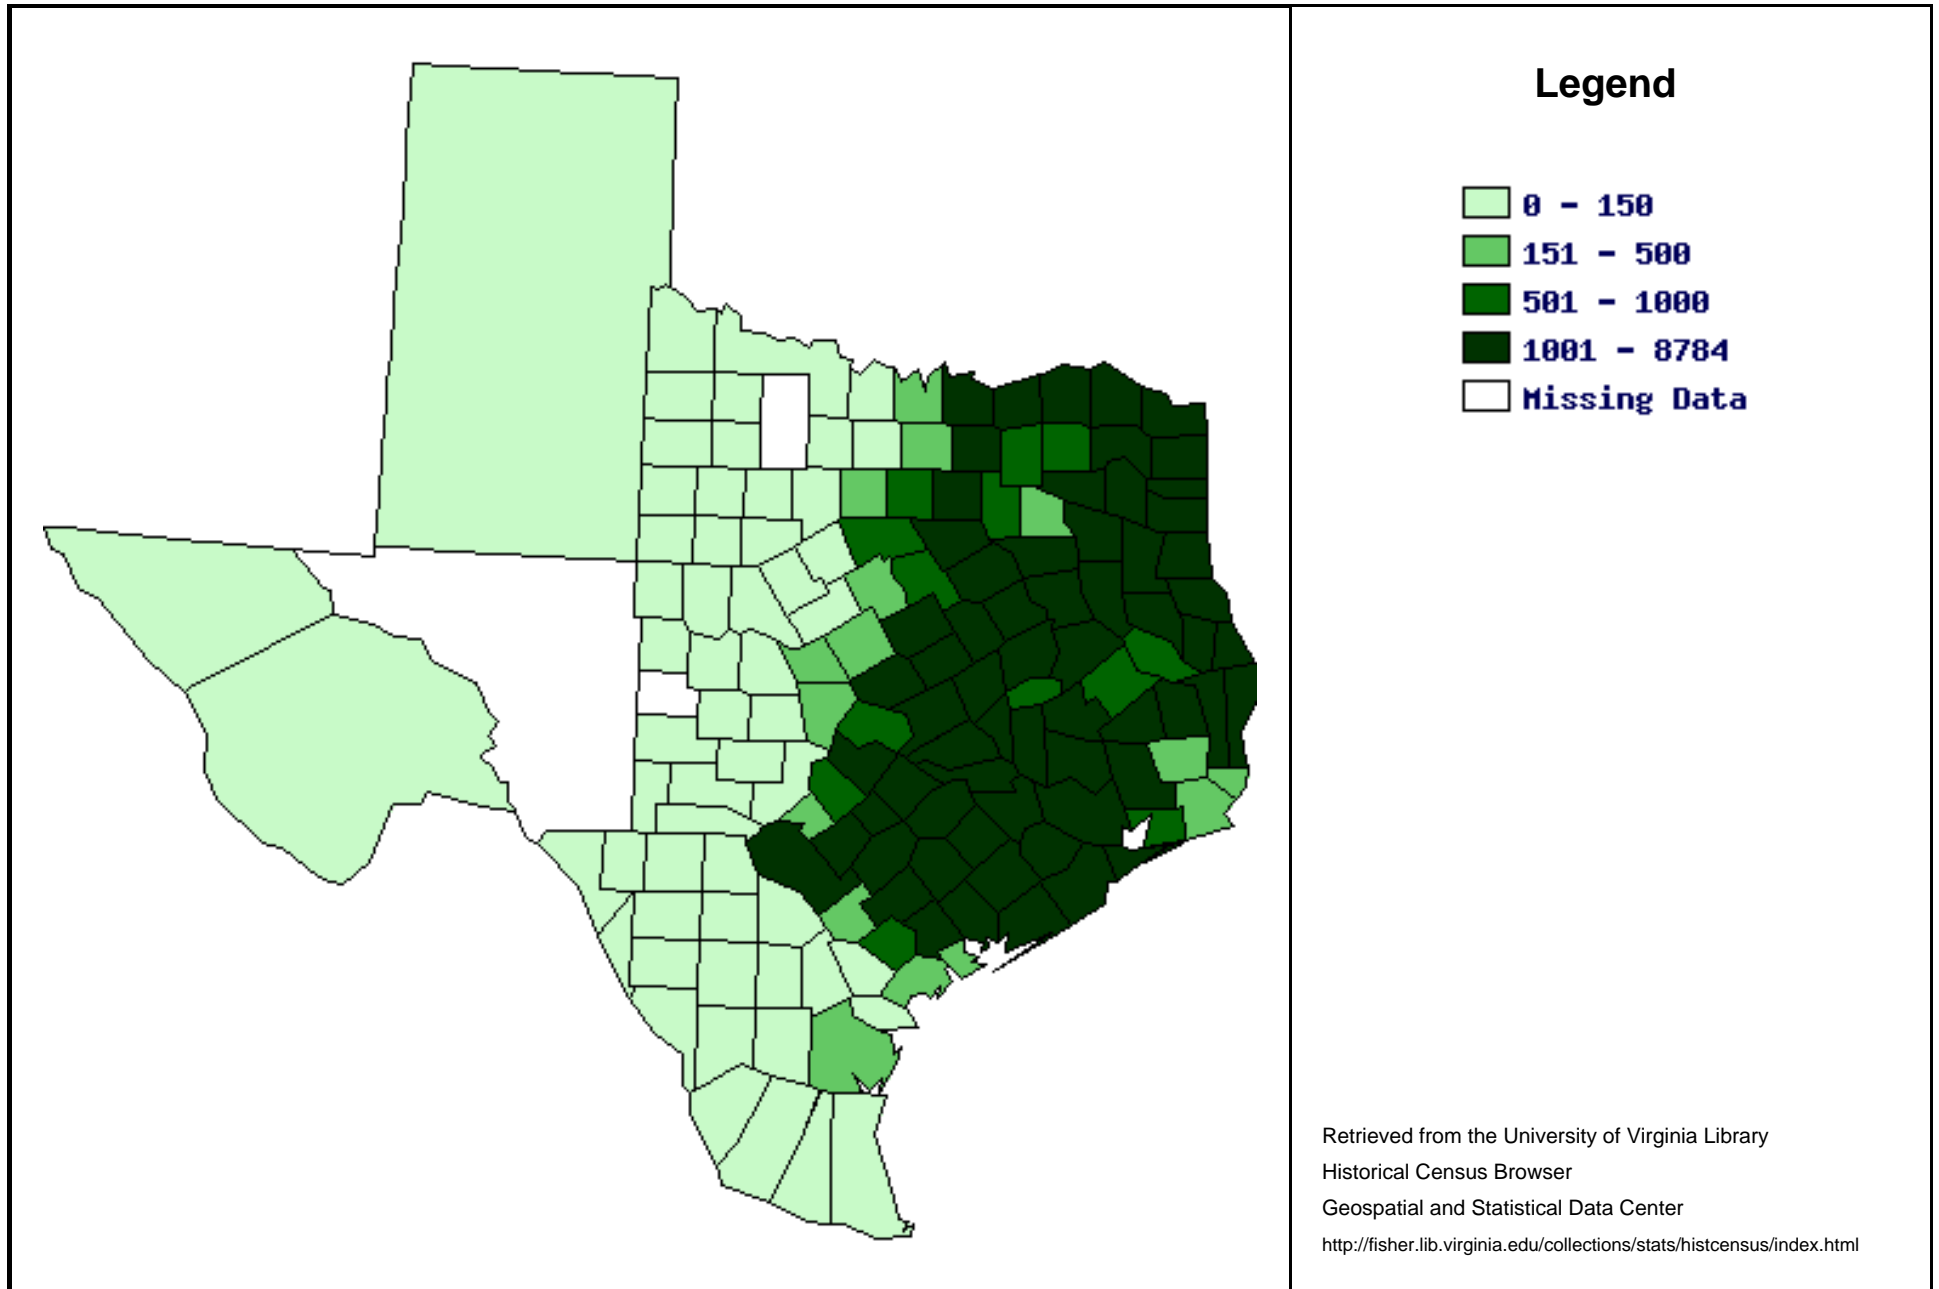 Legend
0 - 150
151 - 500
501 - 1000
1001 - 8784
Missing Data
Retrieved from the University of Virginia Library
Historical Census Browser
Geospatial and Statistical Data Center
http://fisher.lib.virginia.edu/collections/stats/histcensus/index.html